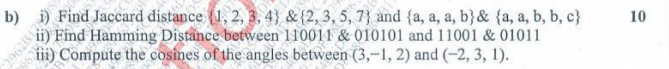 b) i) Find Jaccard distance {1, 2, 3, 4} &{2, 3, 5, 7} and {a, a, a, b}& {a, a, b, b, c} 10
ii) Find Hamming Distance between 110011 & 010101 and 11001 & 01011
iii) Compute the cosines of the angles between (3,–1, 2) and (–2, 3, 1).